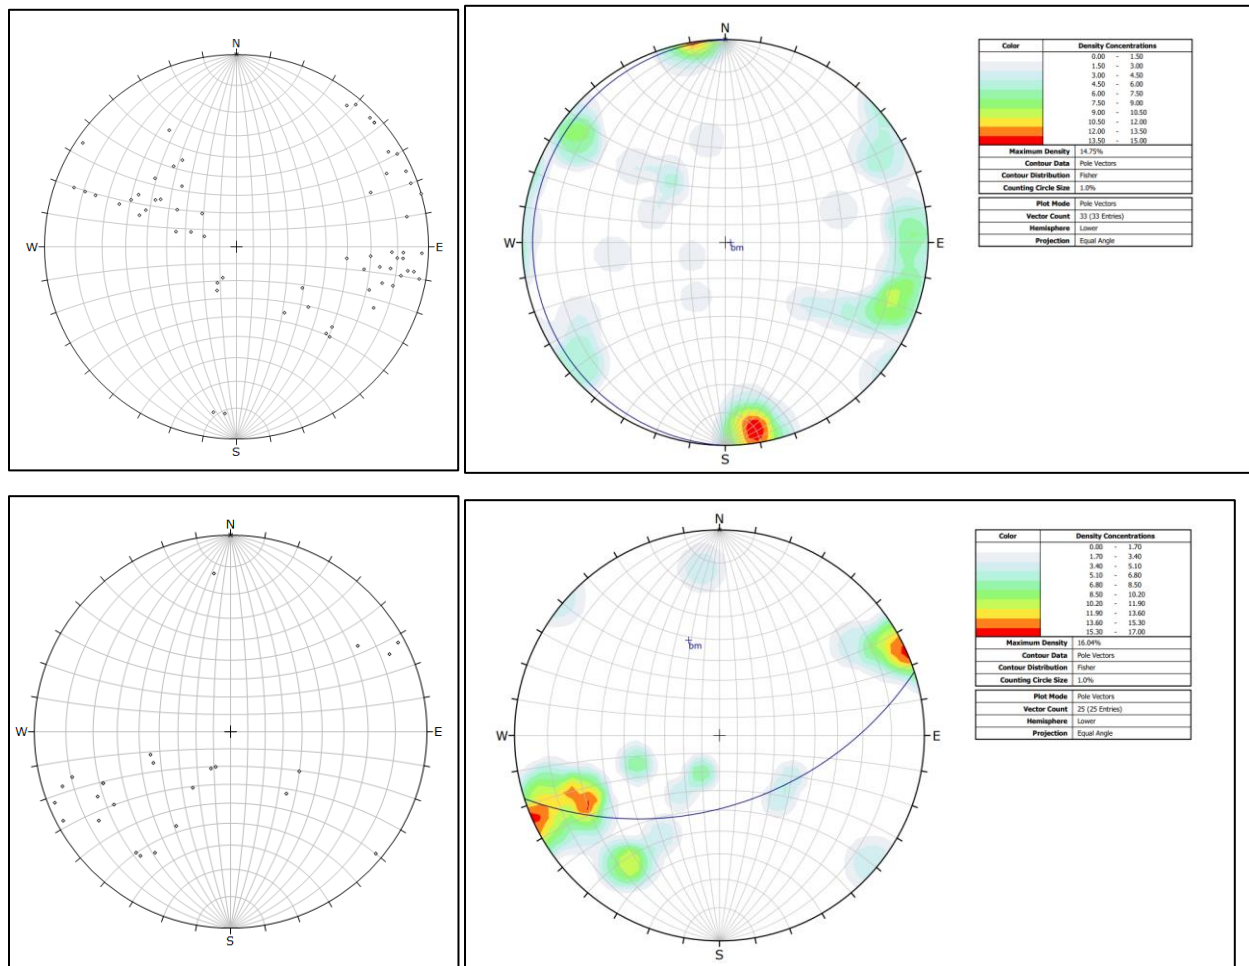 N
W
E
S
N
W
E
S
bm
Color Density Concentrations
0.00 - 1.50
1.50 - 3.00
3.00 - 4.50
4.50 - 6.00
6.00 - 7.50
7.50 - 9.00
9.00 - 10.50
10.50 - 12.00
12.00 - 13.50
13.50 - 15.00
Maximum Density 14.75%
Contour Data Pole Vectors
Contour Distribution Fisher
Counting Circle Size 1.0%
Plot Mode Pole Vectors
Vector Count 33 (33 Entries)
Hemisphere Lower
Projection Equal Angle
N
W
E
S
N
W
E
S
bm
Color Density Concentrations
0.00 - 1.70
1.70 - 3.40
3.40 - 5.10
5.10 - 6.80
6.80 - 8.50
8.50 - 10.20
10.20 - 11.90
11.90 - 13.60
13.60 - 15.30
15.30 - 17.00
Maximum Density 16.04%
Contour Data Pole Vectors
Contour Distribution Fisher
Counting Circle Size 1.0%
Plot Mode Pole Vectors
Vector Count 25 (25 Entries)
Hemisphere Lower
Projection Equal Angle